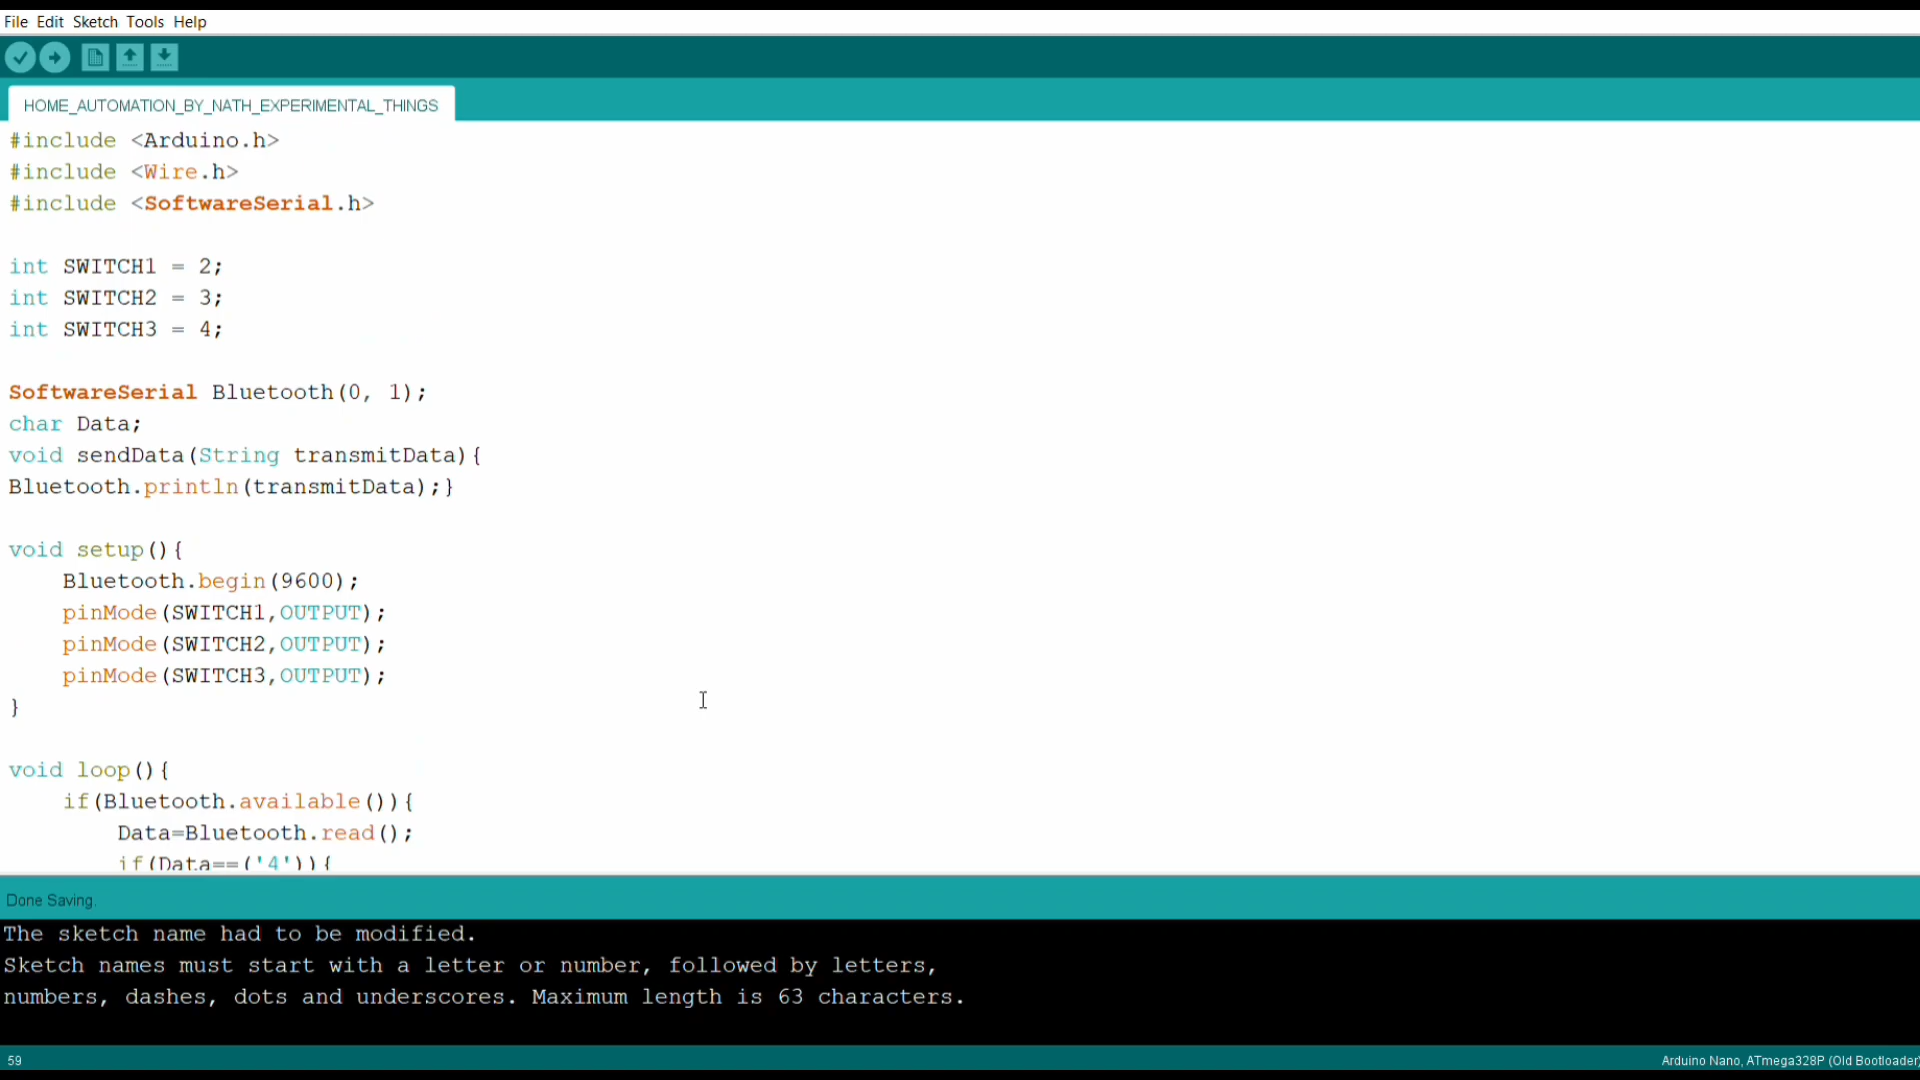 File Edit Sketch Tools Help
HOME_AUTOMATION_BY_NATH_EXPERIMENTAL_THINGS
#include <Arduino.h>
#include <Wire.h>
#include <SoftwareSerial.h>
int SWITCH1 = 2;
int SWITCH2 = 3;
int SWITCH3 = 4;
SoftwareSerial Bluetooth(0, 1);
char Data;
void sendData(String transmitData){
Bluetooth.println(transmitData);}
void setup(){
    Bluetooth.begin(9600);
    pinMode(SWITCH1,OUTPUT);
    pinMode(SWITCH2,OUTPUT);
    pinMode(SWITCH3,OUTPUT);
}
void loop(){
    if(Bluetooth.available()){
        Data=Bluetooth.read();
        if(Data==('4')){
Done Saving.
The sketch name had to be modified.
Sketch names must start with a letter or number, followed by letters,
numbers, dashes, dots and underscores. Maximum length is 63 characters.
59
Arduino Nano, ATmega328P (Old Bootloader)